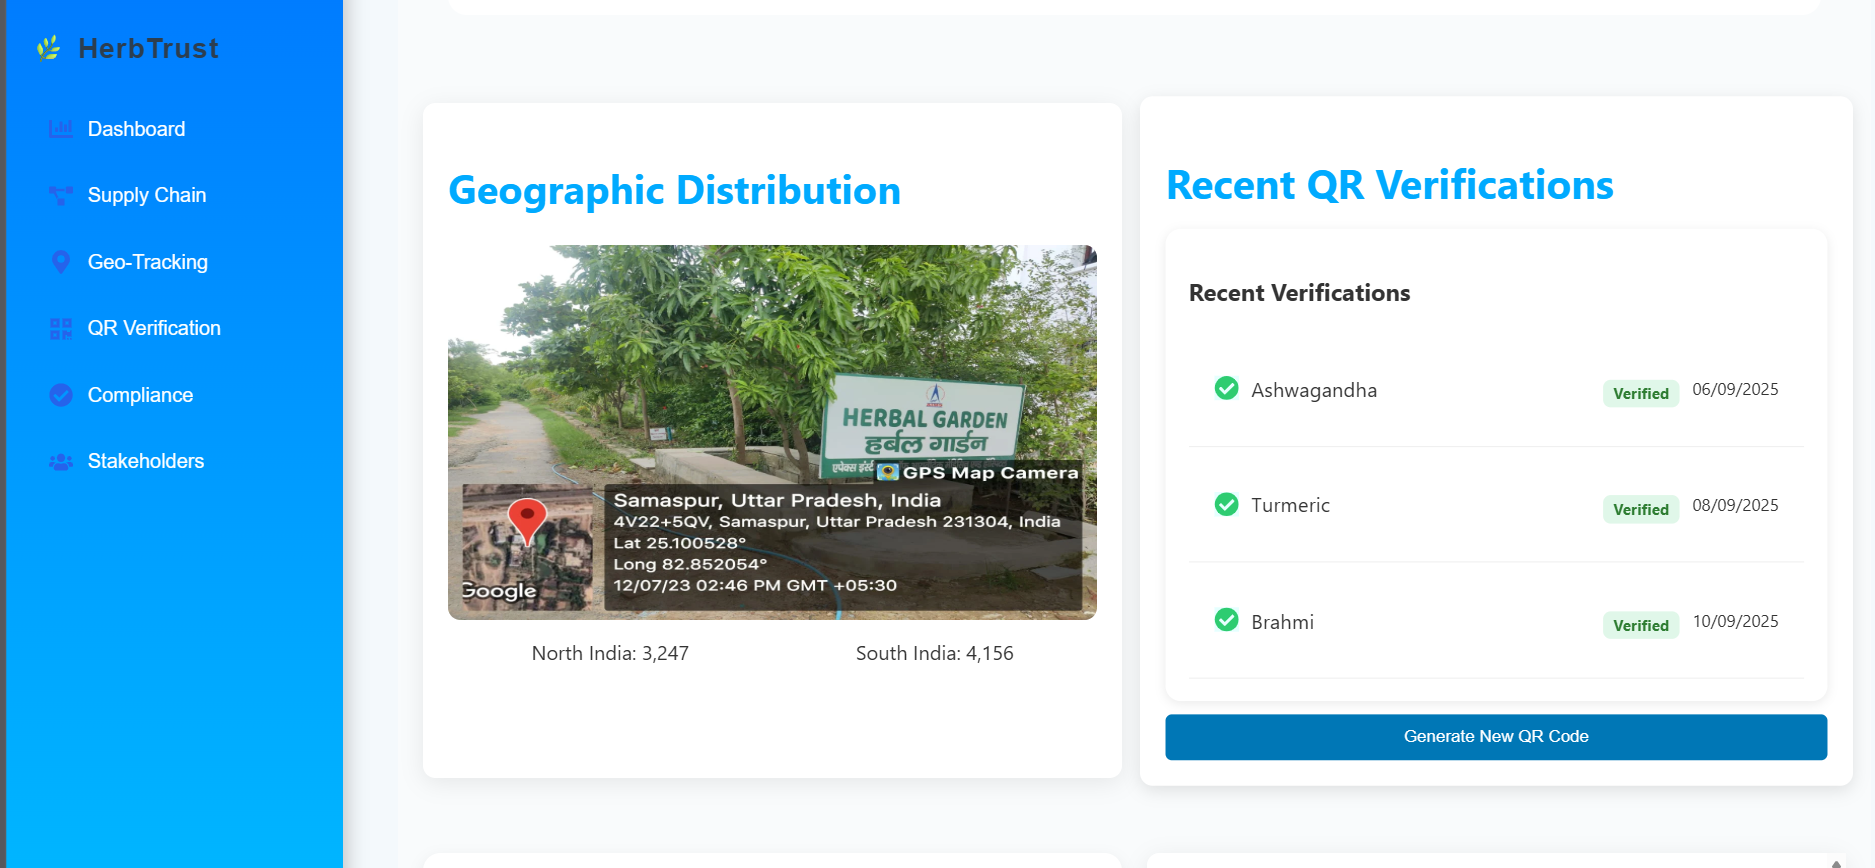 HerbTrust
Dashboard
Supply Chain
Geo-Tracking
QR Verification
Compliance
Stakeholders
Geographic Distribution
HERBAL GARDEN
हर्बल गार्डन
GPS Map Camera
Samaspur, Uttar Pradesh, India
4V22+5QV, Samaspur, Uttar Pradesh 231304, India
Lat 25.100528°
Long 82.852054°
12/07/23 02:46 PM GMT +05:30
Google
North India: 3,247
South India: 4,156
Recent QR Verifications
Recent Verifications
Ashwagandha Verified 06/09/2025
Turmeric Verified 08/09/2025
Brahmi Verified 10/09/2025
Generate New QR Code